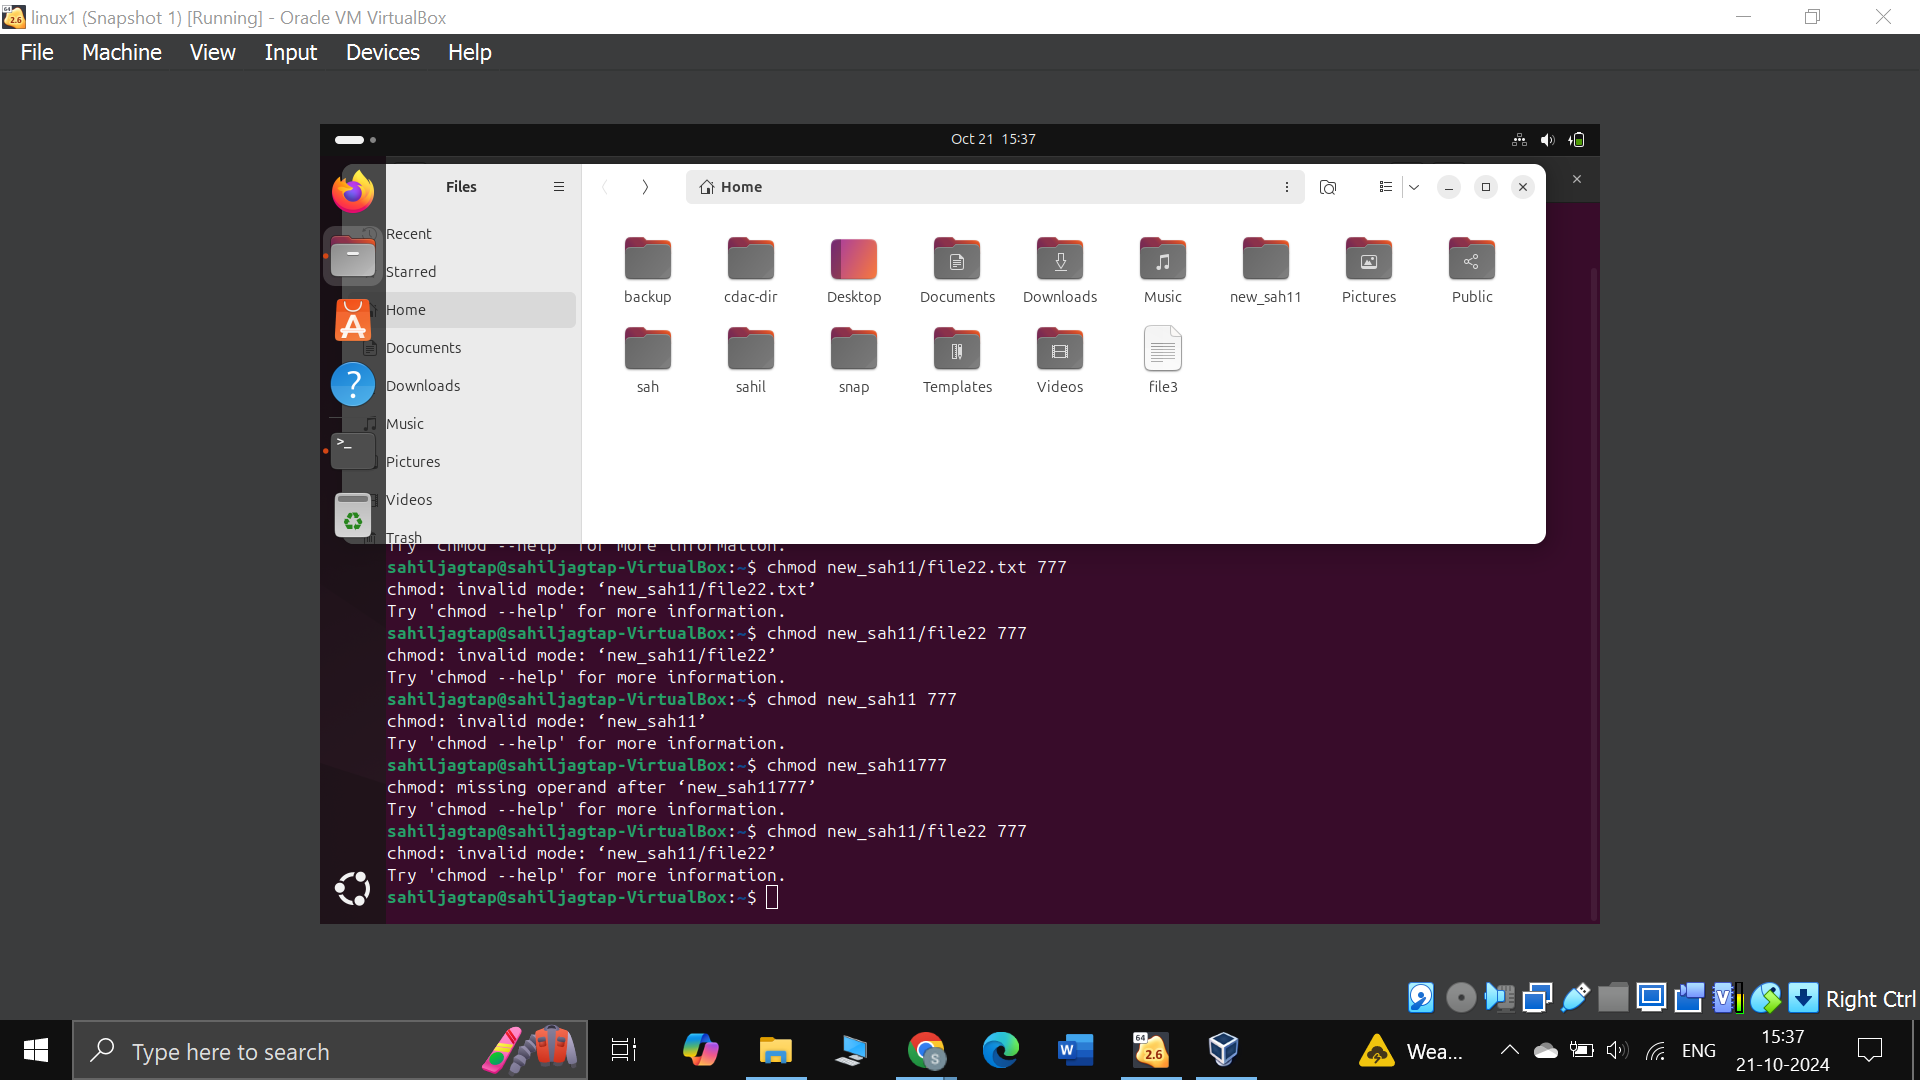 linux1 (Snapshot 1) [Running] - Oracle VM VirtualBox
File Machine View Input Devices Help
Oct 21 15:37
Files
Home
Recent
Starred
Home
Documents
Downloads
Music
Pictures
Videos
Trash
backup cdac-dir Desktop Documents Downloads Music new_sah11 Pictures Public
sah sahil snap Templates Videos file3
Try 'chmod --help' for more information.
sahiljagtap@sahiljagtap-VirtualBox:~$ chmod new_sah11/file22.txt 777
chmod: invalid mode: ‘new_sah11/file22.txt’
Try 'chmod --help' for more information.
sahiljagtap@sahiljagtap-VirtualBox:~$ chmod new_sah11/file22 777
chmod: invalid mode: ‘new_sah11/file22’
Try 'chmod --help' for more information.
sahiljagtap@sahiljagtap-VirtualBox:~$ chmod new_sah11 777
chmod: invalid mode: ‘new_sah11’
Try 'chmod --help' for more information.
sahiljagtap@sahiljagtap-VirtualBox:~$ chmod new_sah11777
chmod: missing operand after ‘new_sah11777’
Try 'chmod --help' for more information.
sahiljagtap@sahiljagtap-VirtualBox:~$ chmod new_sah11/file22 777
chmod: invalid mode: ‘new_sah11/file22’
Try 'chmod --help' for more information.
sahiljagtap@sahiljagtap-VirtualBox:~$
Right Ctrl
Type here to search
Wea...
ENG
15:37
21-10-2024